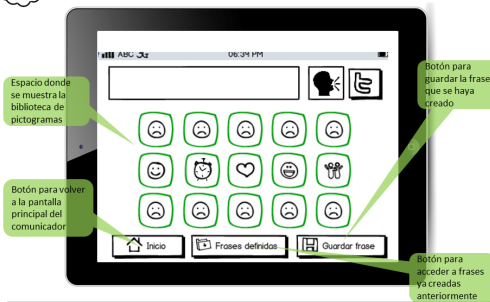 ABC 3G 06:39 PM
Espacio donde
se muestra la
biblioteca de
pictogramas
Botón para
guardar la frase
que se haya
creado
Botón para volver
a la pantalla
principal del
comunicador
Inicio
Frases definidas
Guardar frase
Botón para
acceder a frases
ya creadas
anteriormente